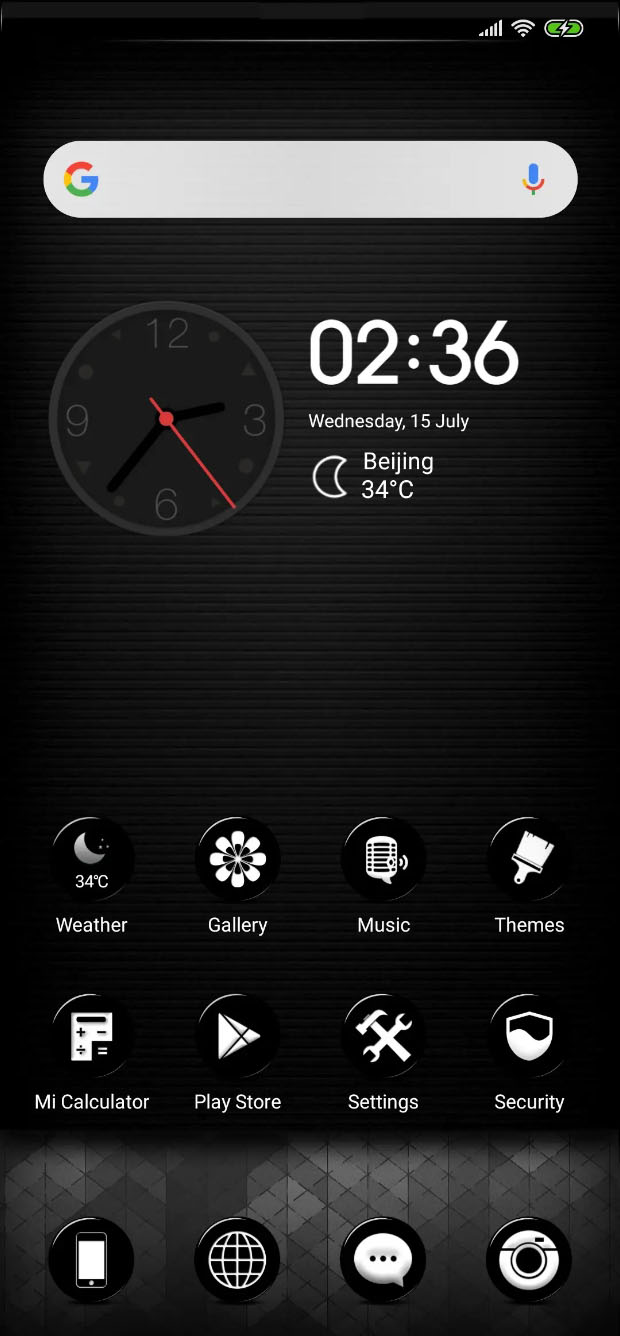 12
9
3
6
02:36
Wednesday, 15 July
Beijing
34°C
34℃
Weather
Gallery
Music
Themes
Mi Calculator
Play Store
Settings
Security